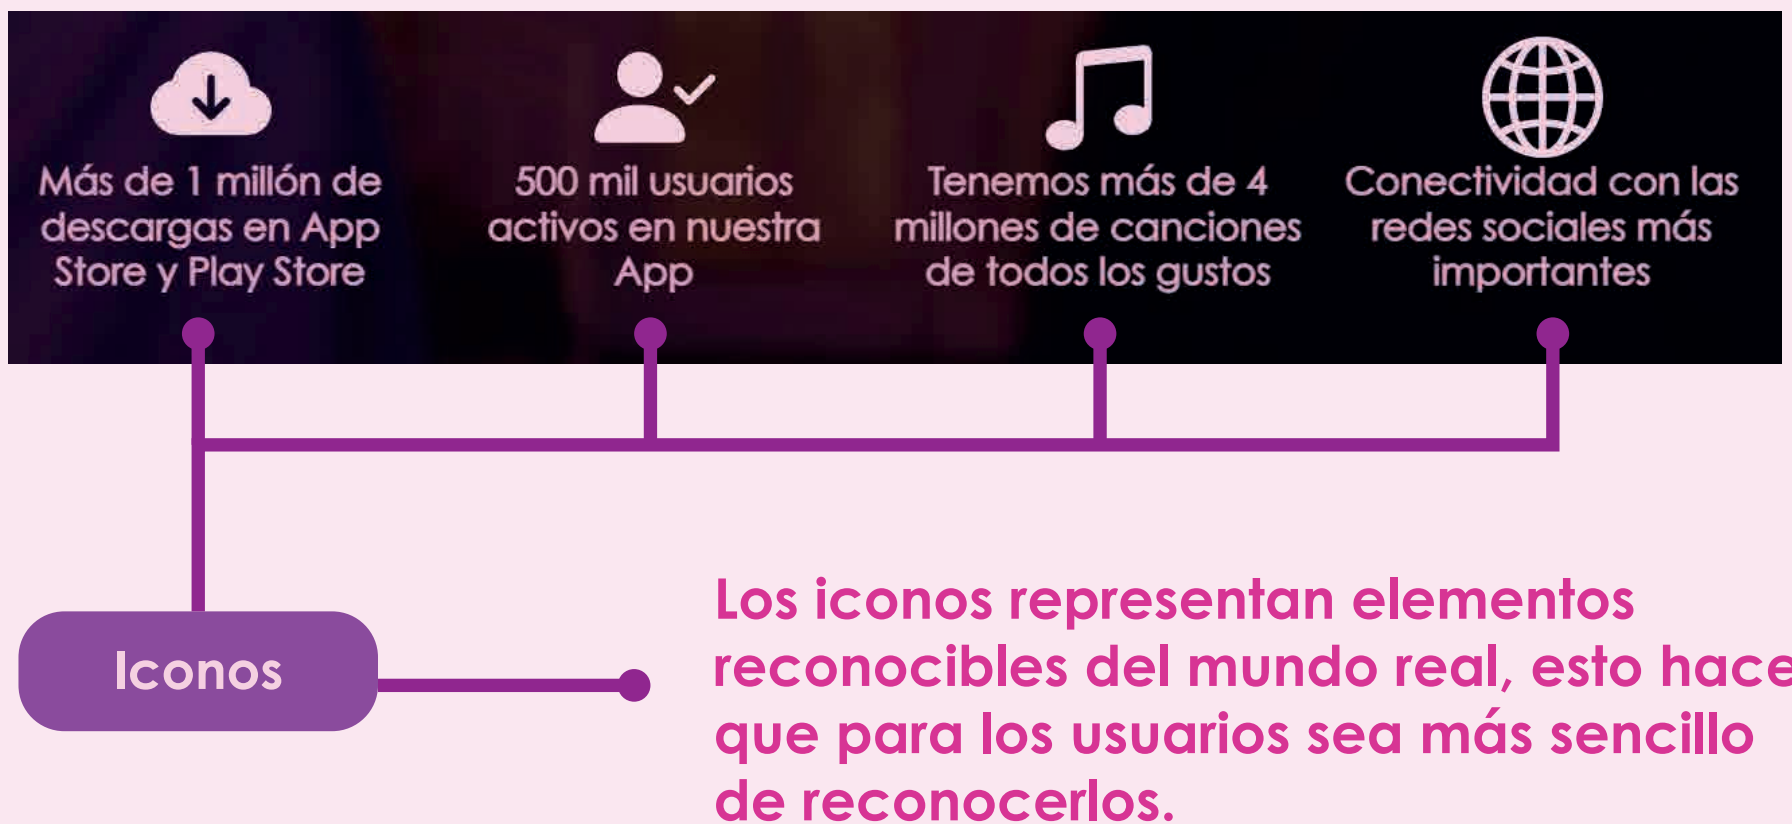 Más de 1 millón de
descargas en App
Store y Play Store
500 mil usuarios
activos en nuestra
App
Tenemos más de 4
millones de canciones
de todos los gustos
Conectividad con las
redes sociales más
importantes
Iconos
Los iconos representan elementos
reconocibles del mundo real, esto hace
que para los usuarios sea más sencillo
de reconocerlos.